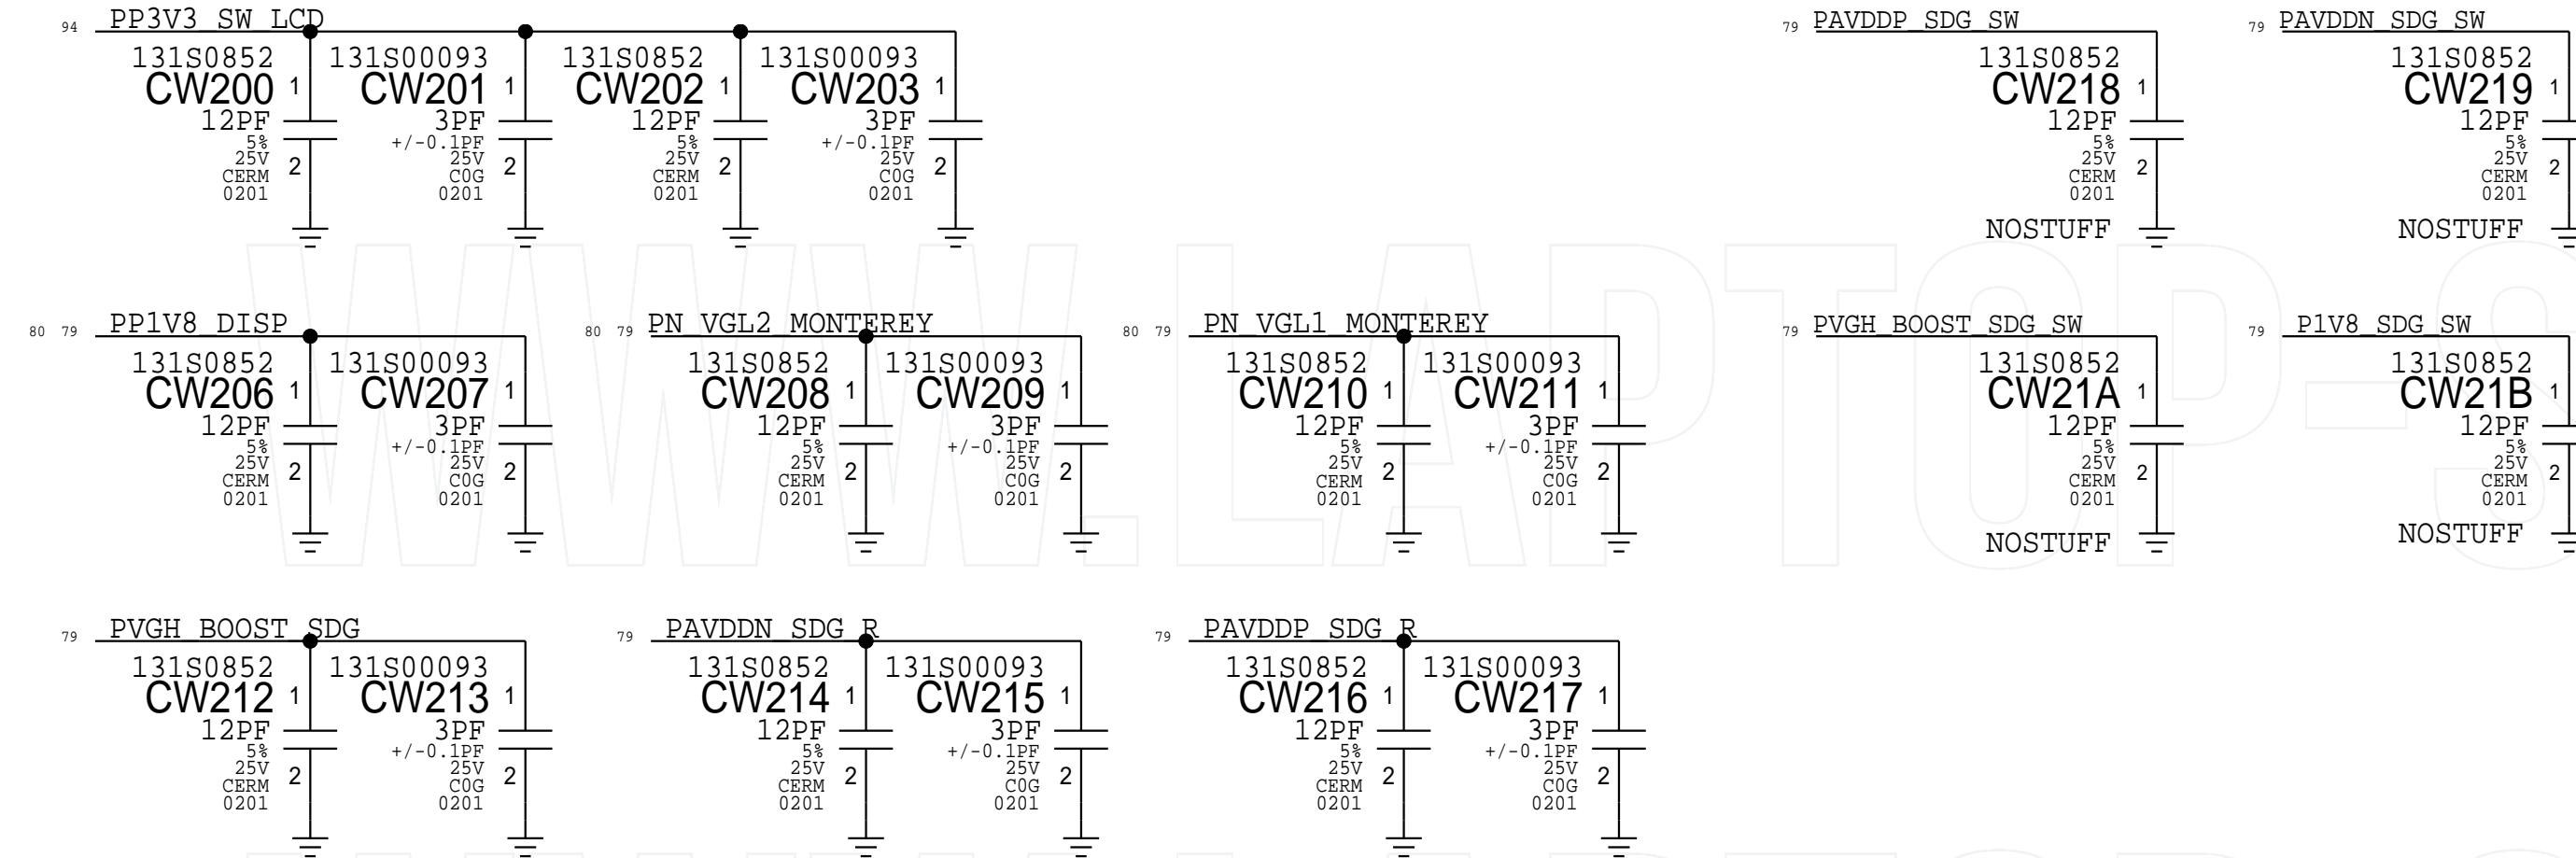 94 PP3V3_SW_LCD
131S0852 131S00093 131S0852 131S00093
CW200 1 CW201 1 CW202 1 CW203 1
12PF 3PF 12PF 3PF
5% +/-0.1PF 5% +/-0.1PF
25V 2 25V 2 25V 2 25V 2
CERM C0G CERM C0G
0201 0201 0201 0201
79 PAVDDP_SDG_SW
131S0852
CW218 1
12PF
5%
25V 2
CERM
0201
NOSTUFF
79 PAVDDN_SDG_SW
131S0852
CW219 1
12PF
5%
25V 2
CERM
0201
NOSTUFF
80 79 PP1V8_DISP
131S0852 131S00093
CW206 1 CW207 1
12PF 3PF
5% +/-0.1PF
25V 2 25V 2
CERM C0G
0201 0201
80 79 PN_VGL2_MONTEREY
131S0852 131S00093
CW208 1 CW209 1
12PF 3PF
5% +/-0.1PF
25V 2 25V 2
CERM C0G
0201 0201
80 79 PN_VGL1_MONTEREY
131S0852 131S00093
CW210 1 CW211 1
12PF 3PF
5% +/-0.1PF
25V 2 25V 2
CERM C0G
0201 0201
79 PVGH_BOOST_SDG_SW
131S0852
CW21A 1
12PF
5%
25V 2
CERM
0201
NOSTUFF
79 P1V8_SDG_SW
131S0852
CW21B 1
12PF
5%
25V 2
CERM
0201
NOSTUFF
79 PVGH_BOOST_SDG
131S0852 131S00093
CW212 1 CW213 1
12PF 3PF
5% +/-0.1PF
25V 2 25V 2
CERM C0G
0201 0201
79 PAVDDN_SDG_R
131S0852 131S00093
CW214 1 CW215 1
12PF 3PF
5% +/-0.1PF
25V 2 25V 2
CERM C0G
0201 0201
79 PAVDDP_SDG_R
131S0852 131S00093
CW216 1 CW217 1
12PF 3PF
5% +/-0.1PF
25V 2 25V 2
CERM C0G
0201 0201
WWW.LAPTOP-S